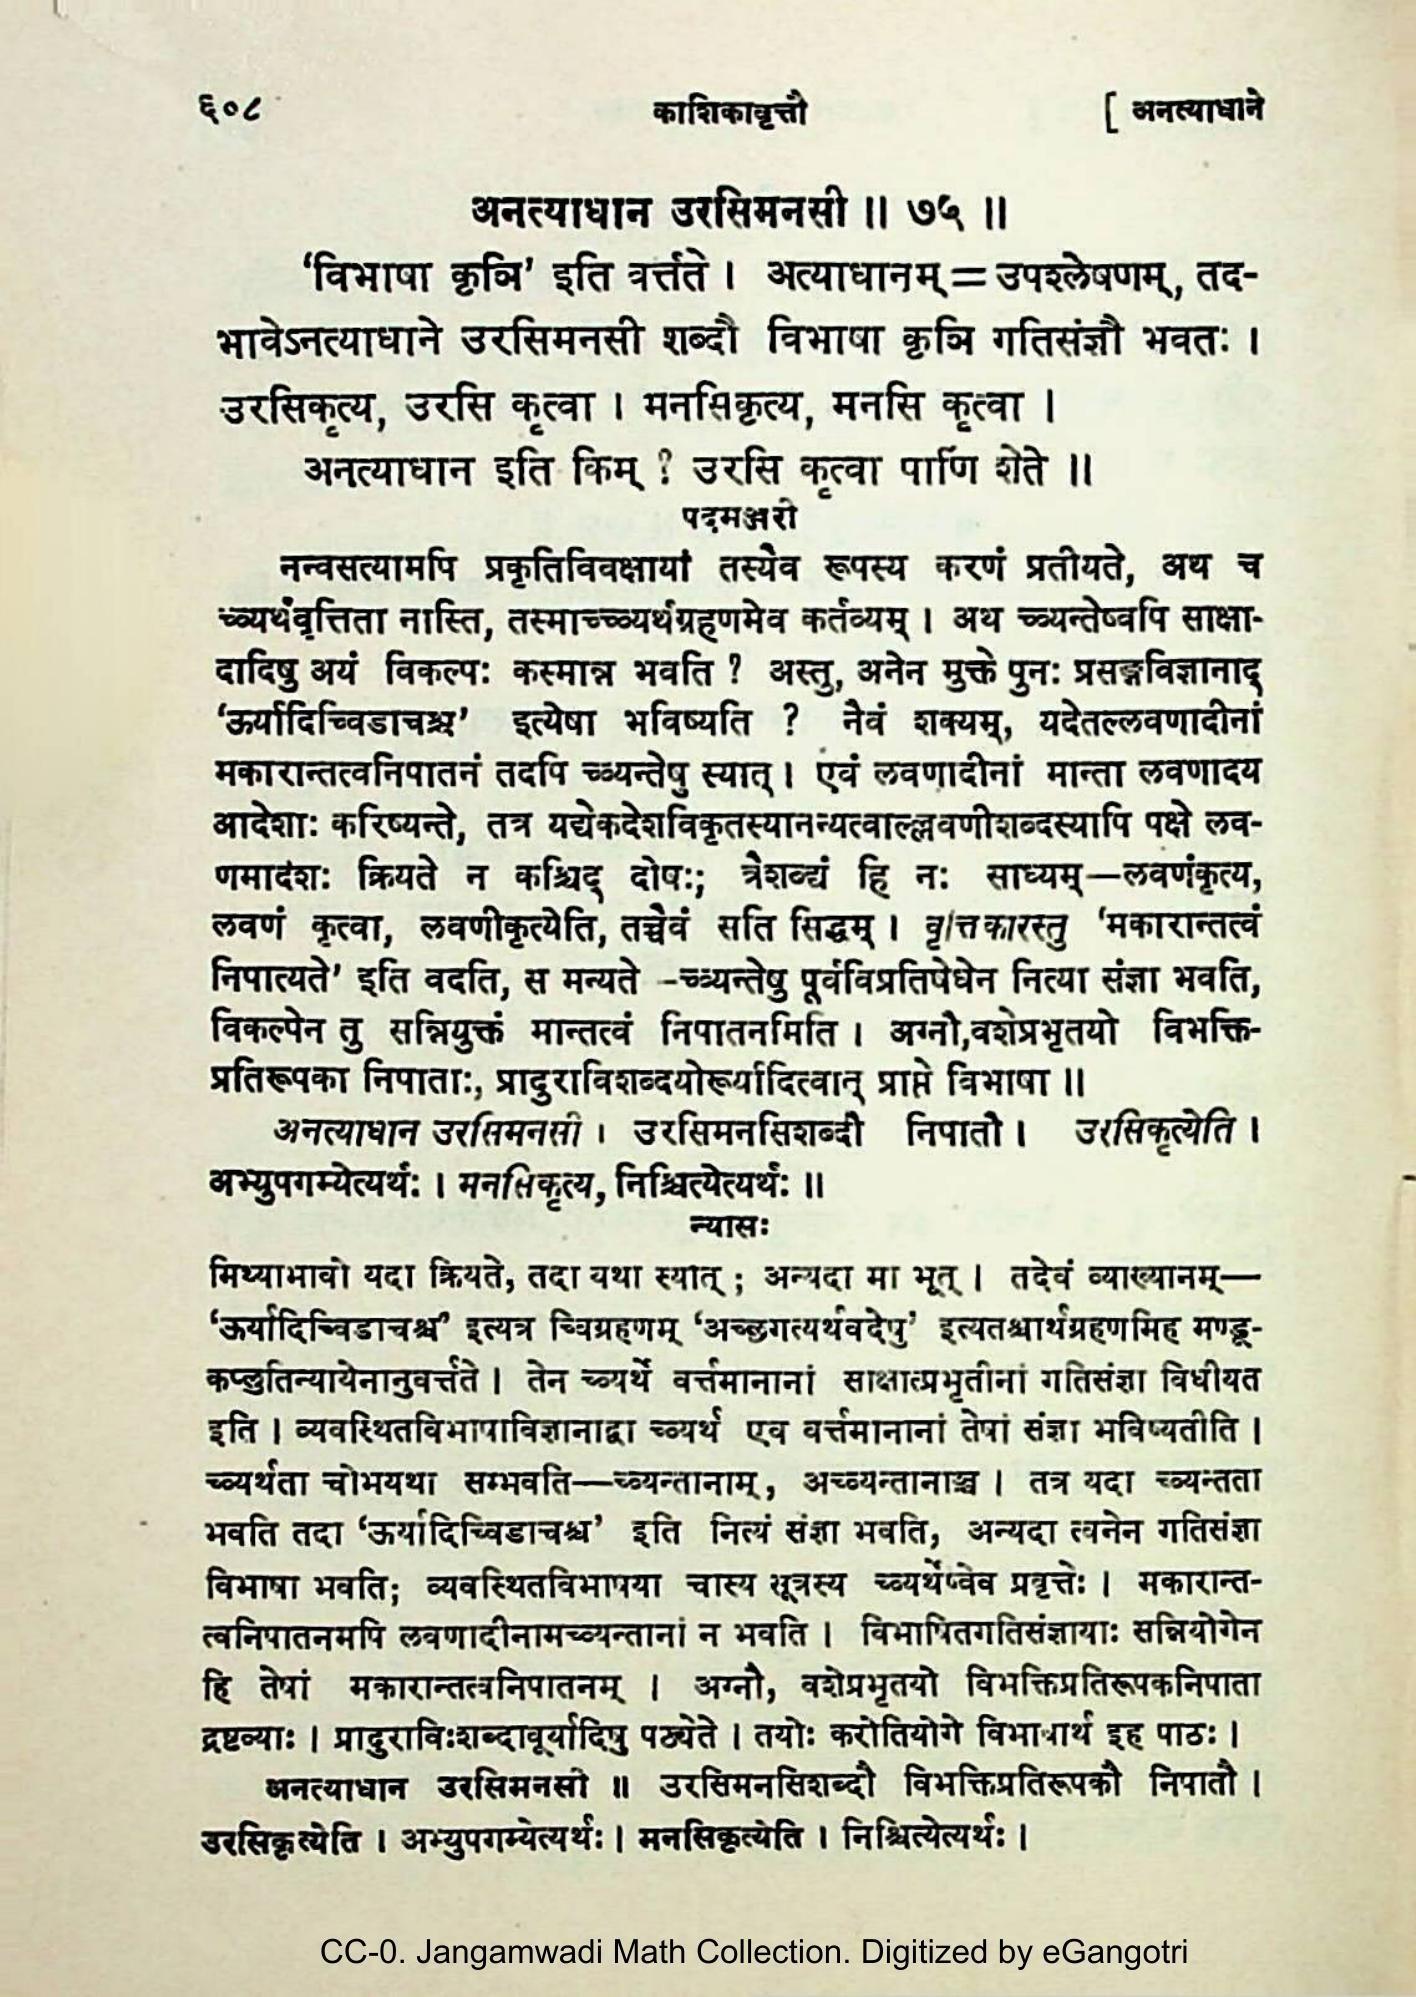 ६०८ काशिकावृत्तौ [ अनत्याधाने
अनत्याधान उरसिमनसी ॥ ७५ ॥
‘विभाषा कृञि’ इति वर्त्तते । अत्याधानम् = उपश्लेषणम्, तद-
भावेऽनत्याधाने उरसिमनसी शब्दौ विभाषा कृञि गतिसंज्ञौ भवतः ।
उरसिकृत्य, उरसि कृत्वा । मनसिकृत्य, मनसि कृत्वा ।
अनत्याधान इति किम् ? उरसि कृत्वा पाणिं शेते ॥
पदमञ्जरी
नन्वसत्यामपि प्रकृतिविवक्षायां तस्यैव रूपस्य करणं प्रतीयते, अथ च
च्व्यर्थवृत्तिता नास्ति, तस्माच्च्व्यर्थग्रहणमेव कर्तव्यम् । अथ च्व्यन्तेष्वपि साक्षा-
दादिषु अयं विकल्पः कस्मान्न भवति ? अस्तु, अनेन मुक्ते पुनः प्रसङ्गविज्ञानाद्
‘ऊर्यादिच्विडाचश्च’ इत्येषा भविष्यति ? नैवं शक्यम्, यदेतल्लवणादीनां
मकारान्तत्वनिपातनं तदपि च्व्यन्तेषु स्यात् । एवं लवणादीनां मान्ता लवणादय
आदेशाः करिष्यन्ते, तत्र यद्येकदेशविकृतस्यानन्यत्वाल्लवणीशब्दस्यापि पक्षे लव-
णमादेशः क्रियते न कश्चिद् दोषः; त्रैशब्द्यं हि नः साध्यम्—लवणंकृत्य,
लवणं कृत्वा, लवणीकृत्येति, तच्चैवं सति सिद्धम् । वृत्तिकारस्तु ‘मकारान्तत्वं
निपात्यते’ इति वदति, स मन्यते -च्व्यन्तेषु पूर्वविप्रतिषेधेन नित्या संज्ञा भवति,
विकल्पेन तु सन्नियुक्तं मान्तत्वं निपातनमिति । अग्नौ,वशेप्रभृतयो विभक्ति-
प्रतिरूपका निपाताः, प्रादुराविशब्दयोरूर्यादित्वात् प्राप्ते विभाषा ॥
अनत्याधान उरसिमनसी । उरसिमनसिशब्दौ निपातौ । उरसिकृत्येति ।
अभ्युपगम्येत्यर्थः । मनसिकृत्य, निश्चित्येत्यर्थः ॥
न्यासः
मिथ्याभावो यदा क्रियते, तदा यथा स्यात् ; अन्यदा मा भूत् । तदेवं व्याख्यानम्—
‘ऊर्यादिच्विडाचश्च’ इत्यत्र च्विग्रहणम् ‘अच्छगत्यर्थवदेषु’ इत्यतश्चार्थग्रहणमिह मण्डू-
कप्लुतिन्यायेनानुवर्त्तते । तेन च्व्यर्थे वर्त्तमानानां साक्षात्प्रभृतीनां गतिसंज्ञा विधीयत
इति । व्यवस्थितविभाषाविज्ञानाद्वा च्व्यर्थ एव वर्त्तमानानां तेषां संज्ञा भविष्यतीति ।
च्व्यर्थता चोभयथा सम्भवति—च्व्यन्तानाम्, अच्व्यन्तानाञ्च । तत्र यदा च्व्यन्तता
भवति तदा ‘ऊर्यादिच्विडाचश्च’ इति नित्यं संज्ञा भवति, अन्यदा त्वनेन गतिसंज्ञा
विभाषा भवति; व्यवस्थितविभाषया चास्य सूत्रस्य च्व्यर्थेष्वेव प्रवृत्तेः । मकारान्त-
त्वनिपातनमपि लवणादीनामच्व्यन्तानां न भवति । विभाषितगतिसंज्ञायाः सन्नियोगेन
हि तेषां मकारान्तत्वनिपातनम् । अग्नौ, वशेप्रभृतयो विभक्तिप्रतिरूपकनिपाता
द्रष्टव्याः । प्रादुराविःशब्दावूर्यादिषु पठ्येते । तयोः करोतियोगे विभाषार्थ इह पाठः ।
अनत्याधान उरसिमनसी ॥ उरसिमनसिशब्दौ विभक्तिप्रतिरूपकौ निपातौ ।
उरसिकृत्येति । अभ्युपगम्येत्यर्थः । मनसिकृत्येति । निश्चित्येत्यर्थः ।
CC-0. Jangamwadi Math Collection. Digitized by eGangotri